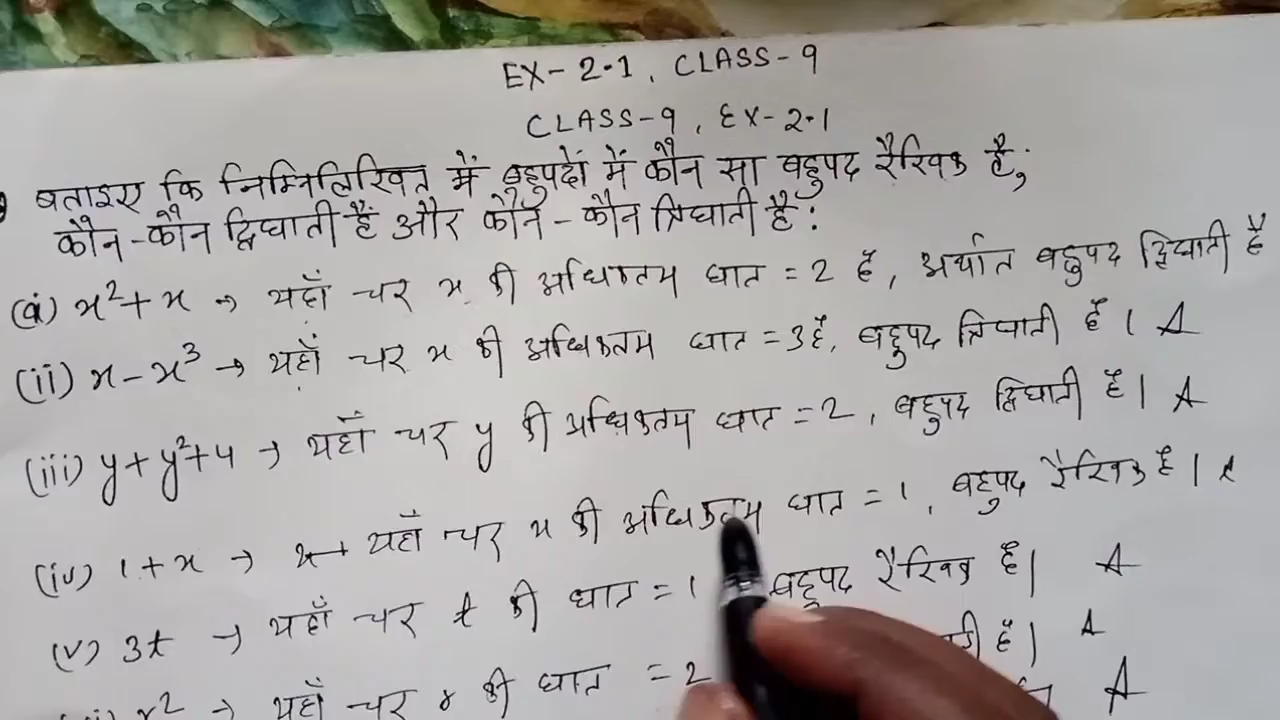 EX-2.1, CLASS-9
CLASS-9, EX-2.1
बताइए कि निम्नलिखित में बहुपदों में कौन सा बहुपद रैखिक है;
कौन-कौन द्विघाती हैं और कौन-कौन त्रिघाती है:
(i) x²+x → यहाँ चर x की अधिकतम घात = 2 है, अर्थात बहुपद द्विघाती है
(ii) x-x³ → यहाँ चर x की अधिकतम घात =3 है, बहुपद त्रिघाती है। A
(iii) y+y²+4 → यहाँ चर y की अधिकतम घात =2, बहुपद द्विघाती है। A
(iv) 1+x → यहाँ चर x की अधिकतम घात = 1, बहुपद रैखिक है। A
(v) 3t → यहाँ चर t की घात = 1 बहुपद रैखिक है। A
r² → यहाँ चर r की घात = 2 है। A
A